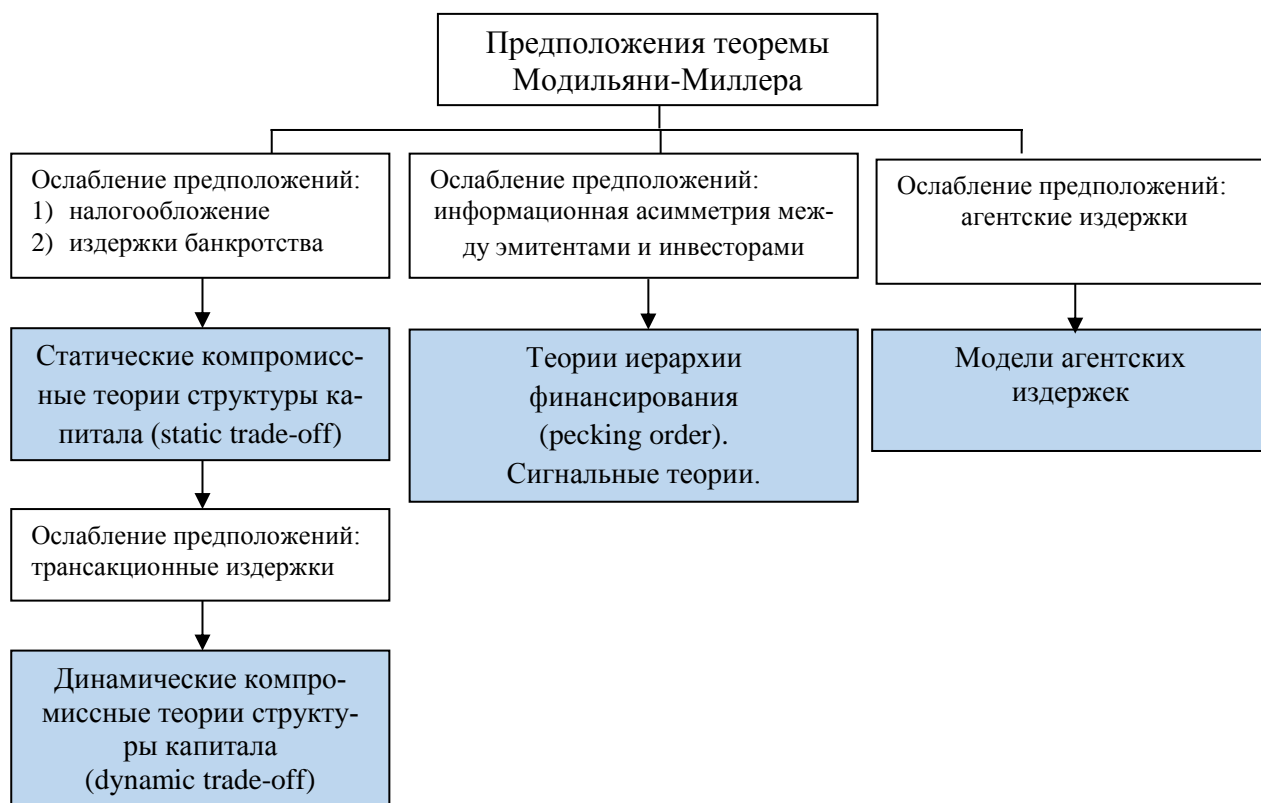 Предположения теоремы
Модильяни-Миллера
Ослабление предположений:
1) налогообложение
2) издержки банкротства
Ослабление предположений:
информационная асимметрия меж-
ду эмитентами и инвесторами
Ослабление предположений:
агентские издержки
Статические компромисс-
ные теории структуры ка-
питала (static trade-off)
Теории иерархии
финансирования
(pecking order).
Сигнальные теории.
Модели агентских
издержек
Ослабление предположений:
трансакционные издержки
Динамические компро-
миссные теории структу-
ры капитала
(dynamic trade-off)